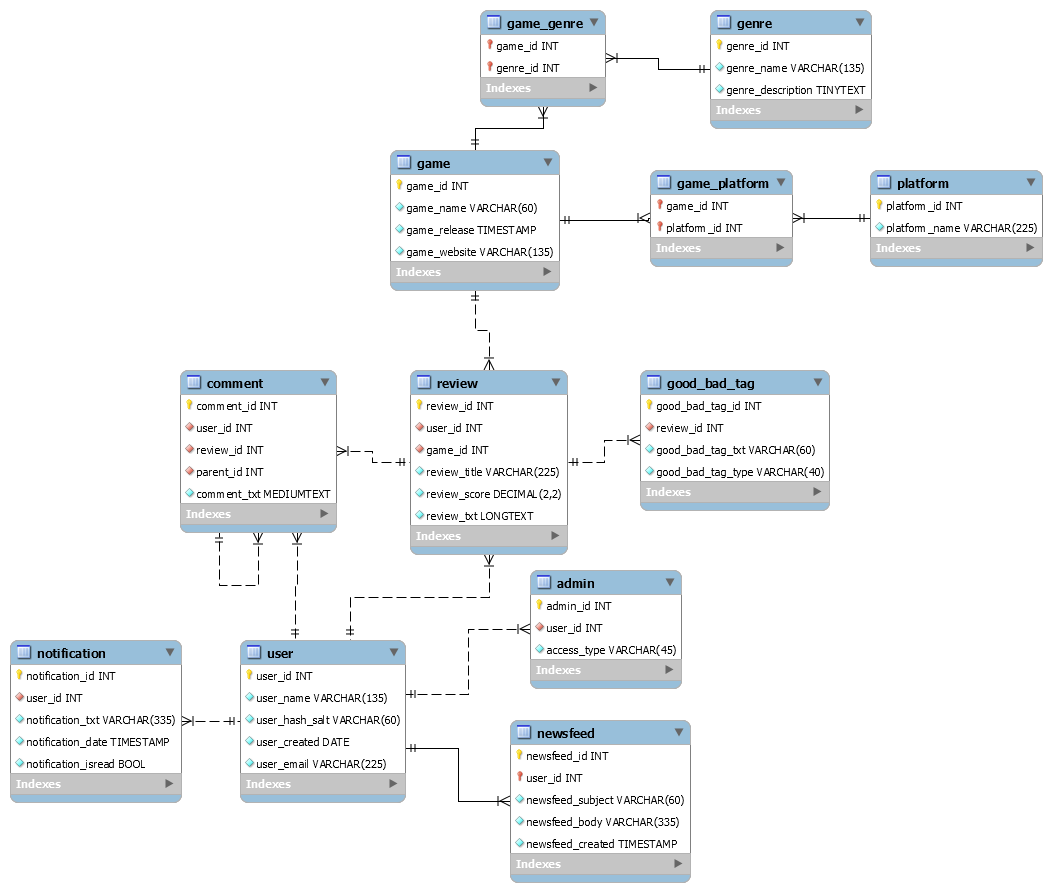 game_genre
game_id INT
genre_id INT
Indexes
genre
genre_id INT
genre_name VARCHAR(135)
genre_description TINYTEXT
Indexes
game
game_id INT
game_name VARCHAR(60)
game_release TIMESTAMP
game_website VARCHAR(135)
Indexes
game_platform
game_id INT
platform_id INT
Indexes
platform
platform_id INT
platform_name VARCHAR(225)
Indexes
comment
comment_id INT
user_id INT
review_id INT
parent_id INT
comment_txt MEDIUMTEXT
Indexes
review
review_id INT
user_id INT
game_id INT
review_title VARCHAR(225)
review_score DECIMAL(2,2)
review_txt LONGTEXT
Indexes
good_bad_tag
good_bad_tag_id INT
review_id INT
good_bad_tag_txt VARCHAR(60)
good_bad_tag_type VARCHAR(40)
Indexes
admin
admin_id INT
user_id INT
access_type VARCHAR(45)
Indexes
notification
notification_id INT
user_id INT
notification_txt VARCHAR(335)
notification_date TIMESTAMP
notification_isread BOOL
Indexes
user
user_id INT
user_name VARCHAR(135)
user_hash_salt VARCHAR(60)
user_created DATE
user_email VARCHAR(225)
Indexes
newsfeed
newsfeed_id INT
user_id INT
newsfeed_subject VARCHAR(60)
newsfeed_body VARCHAR(335)
newsfeed_created TIMESTAMP
Indexes